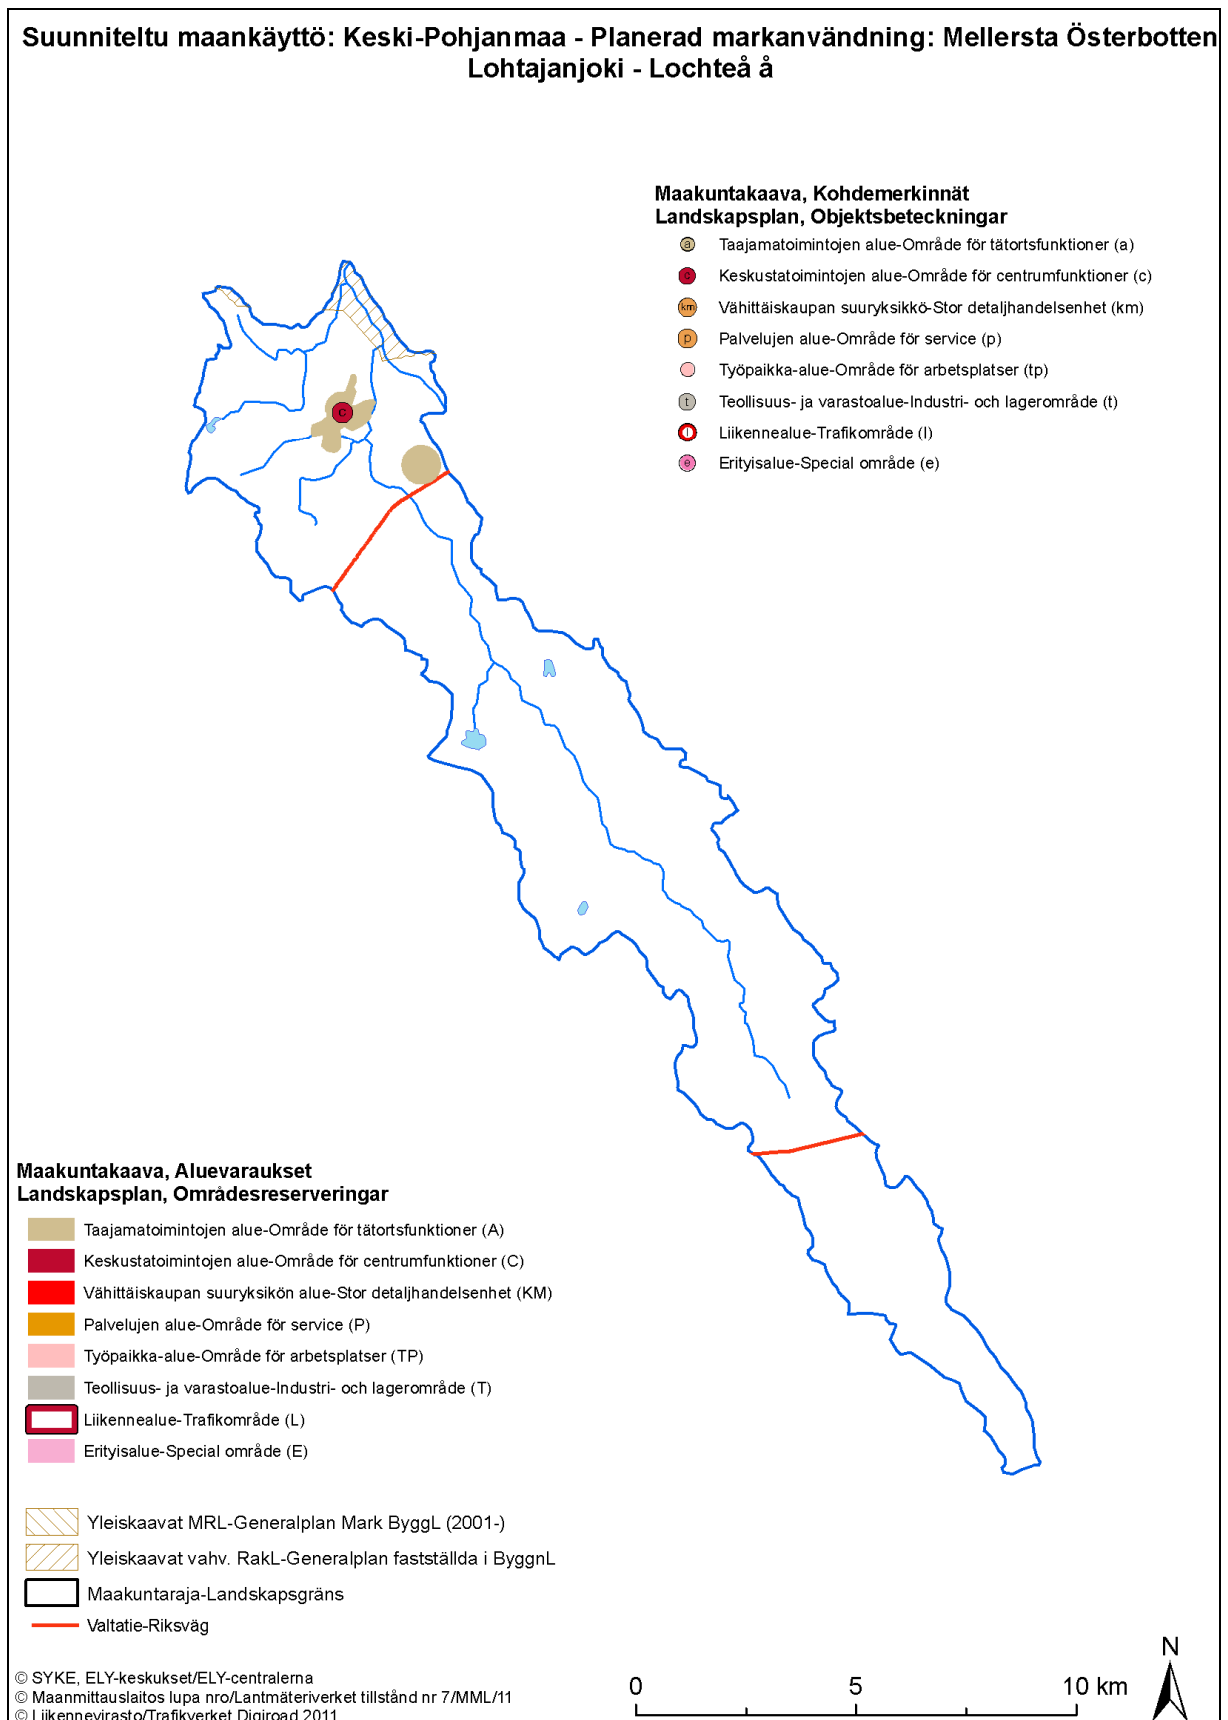 Suunniteltu maankäyttö: Keski-Pohjanmaa - Planerad markanvändning: Mellersta Österbotten
Lohtajanjoki - Lochteå å
Maakuntakaava, Kohdemerkinnät
Landskapsplan, Objektsbeteckningar
a Taajamatoimintojen alue-Område för tätortsfunktioner (a)
c Keskustatoimintojen alue-Område för centrumfunktioner (c)
km Vähittäiskaupan suuryksikkö-Stor detaljhandelsenhet (km)
p Palvelujen alue-Område för service (p)
Työpaikka-alue-Område för arbetsplatser (tp)
t Teollisuus- ja varastoalue-Industri- och lagerområde (t)
l Liikennealue-Trafikområde (l)
e Erityisalue-Special område (e)
c
Maakuntakaava, Aluevaraukset
Landskapsplan, Områdesreserveringar
Taajamatoimintojen alue-Område för tätortsfunktioner (A)
Keskustatoimintojen alue-Område för centrumfunktioner (C)
Vähittäiskaupan suuryksikön alue-Stor detaljhandelsenhet (KM)
Palvelujen alue-Område för service (P)
Työpaikka-alue-Område för arbetsplatser (TP)
Teollisuus- ja varastoalue-Industri- och lagerområde (T)
Liikennealue-Trafikområde (L)
Erityisalue-Special område (E)
Yleiskaavat MRL-Generalplan Mark ByggL (2001-)
Yleiskaavat vahv. RakL-Generalplan fastställda i ByggnL
Maakuntaraja-Landskapsgräns
Valtatie-Riksväg
© SYKE, ELY-keskukset/ELY-centralerna
© Maanmittauslaitos lupa nro/Lantmäteriverket tillstånd nr 7/MML/11
© Liikennevirasto/Trafikverket Digiroad 2011
0 5 10 km
N